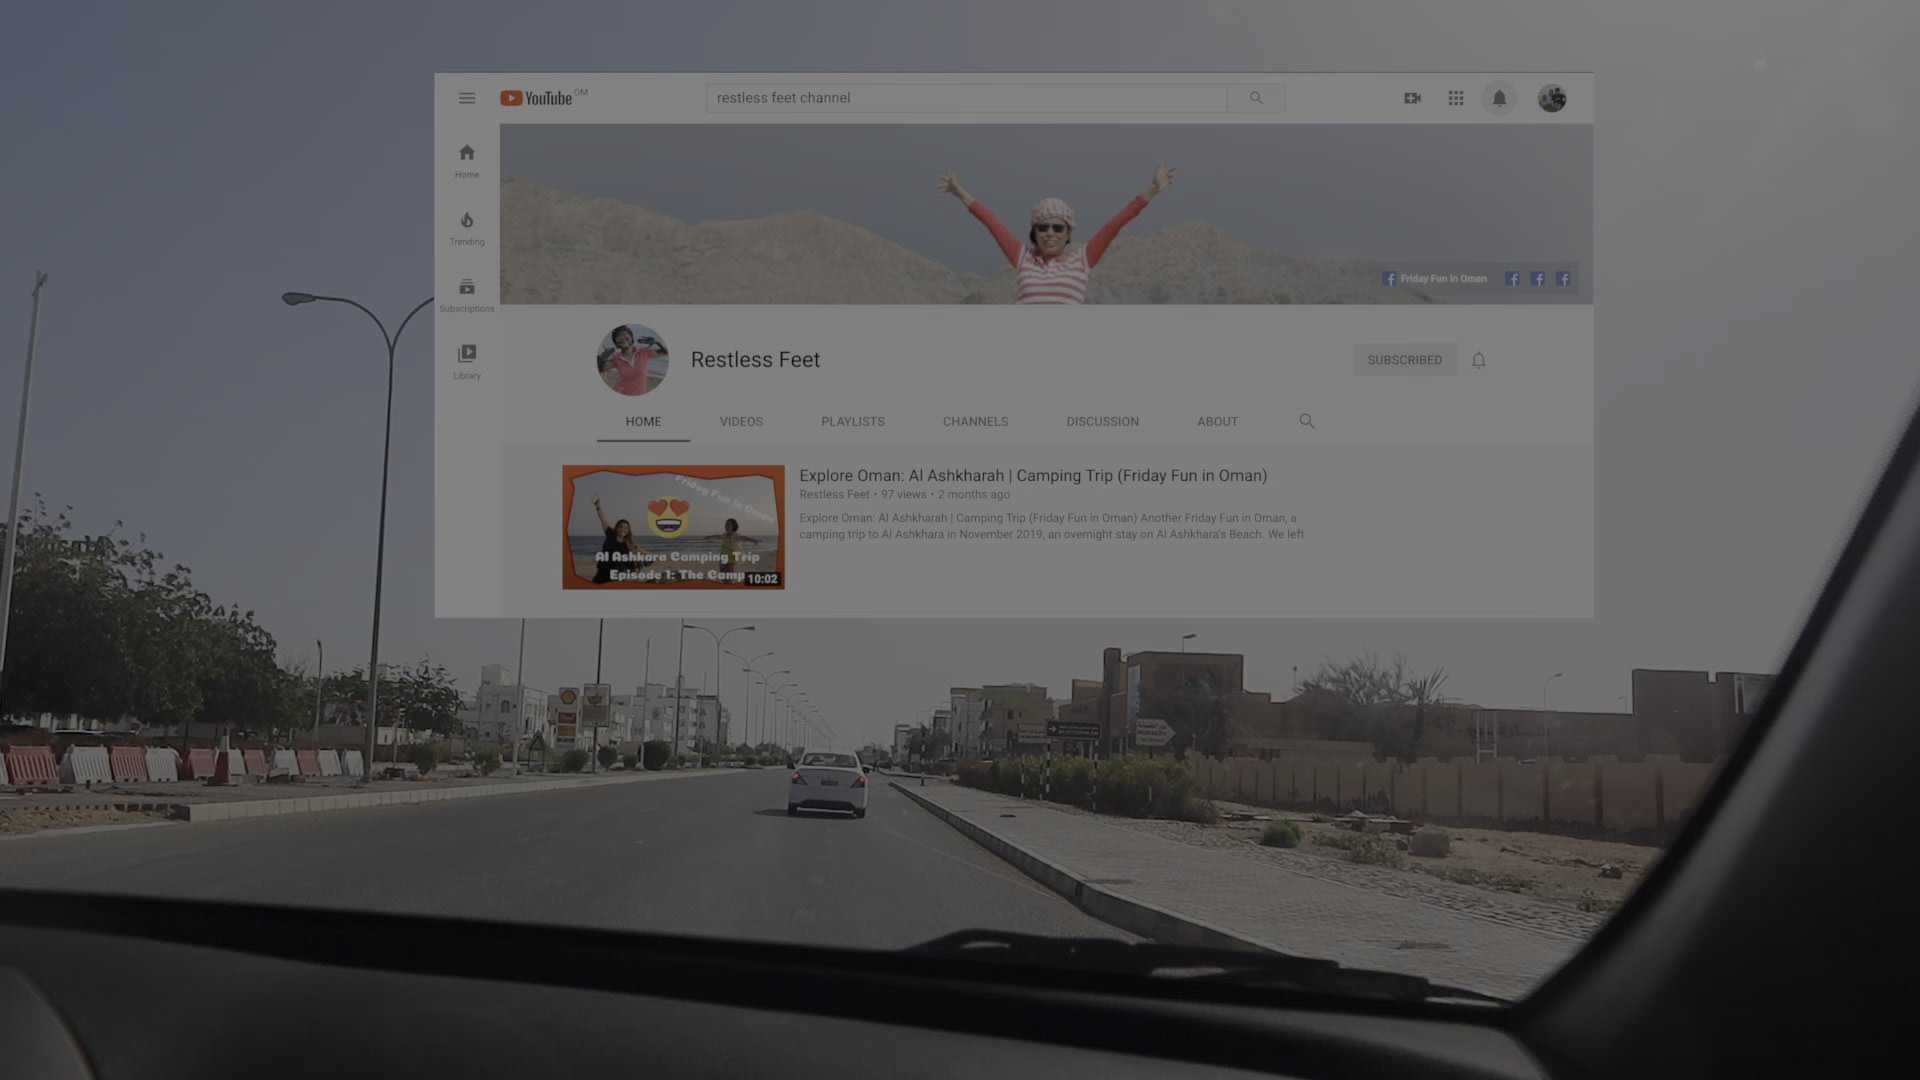 YouTube OM
restless feet channel
Home
Trending
Subscriptions
Library
Friday Fun in Oman
Restless Feet
SUBSCRIBED
HOME VIDEOS PLAYLISTS CHANNELS DISCUSSION ABOUT
Friday Fun in Oman
Al Ashkara Camping Trip
Episode 1: The Camp
10:02
Explore Oman: Al Ashkharah | Camping Trip (Friday Fun in Oman)
Restless Feet • 97 views • 2 months ago
Explore Oman: Al Ashkharah | Camping Trip (Friday Fun in Oman) Another Friday Fun in Oman, a
camping trip to Al Ashkhara in November 2019, an overnight stay on Al Ashkhara's Beach. We left
NURSERY